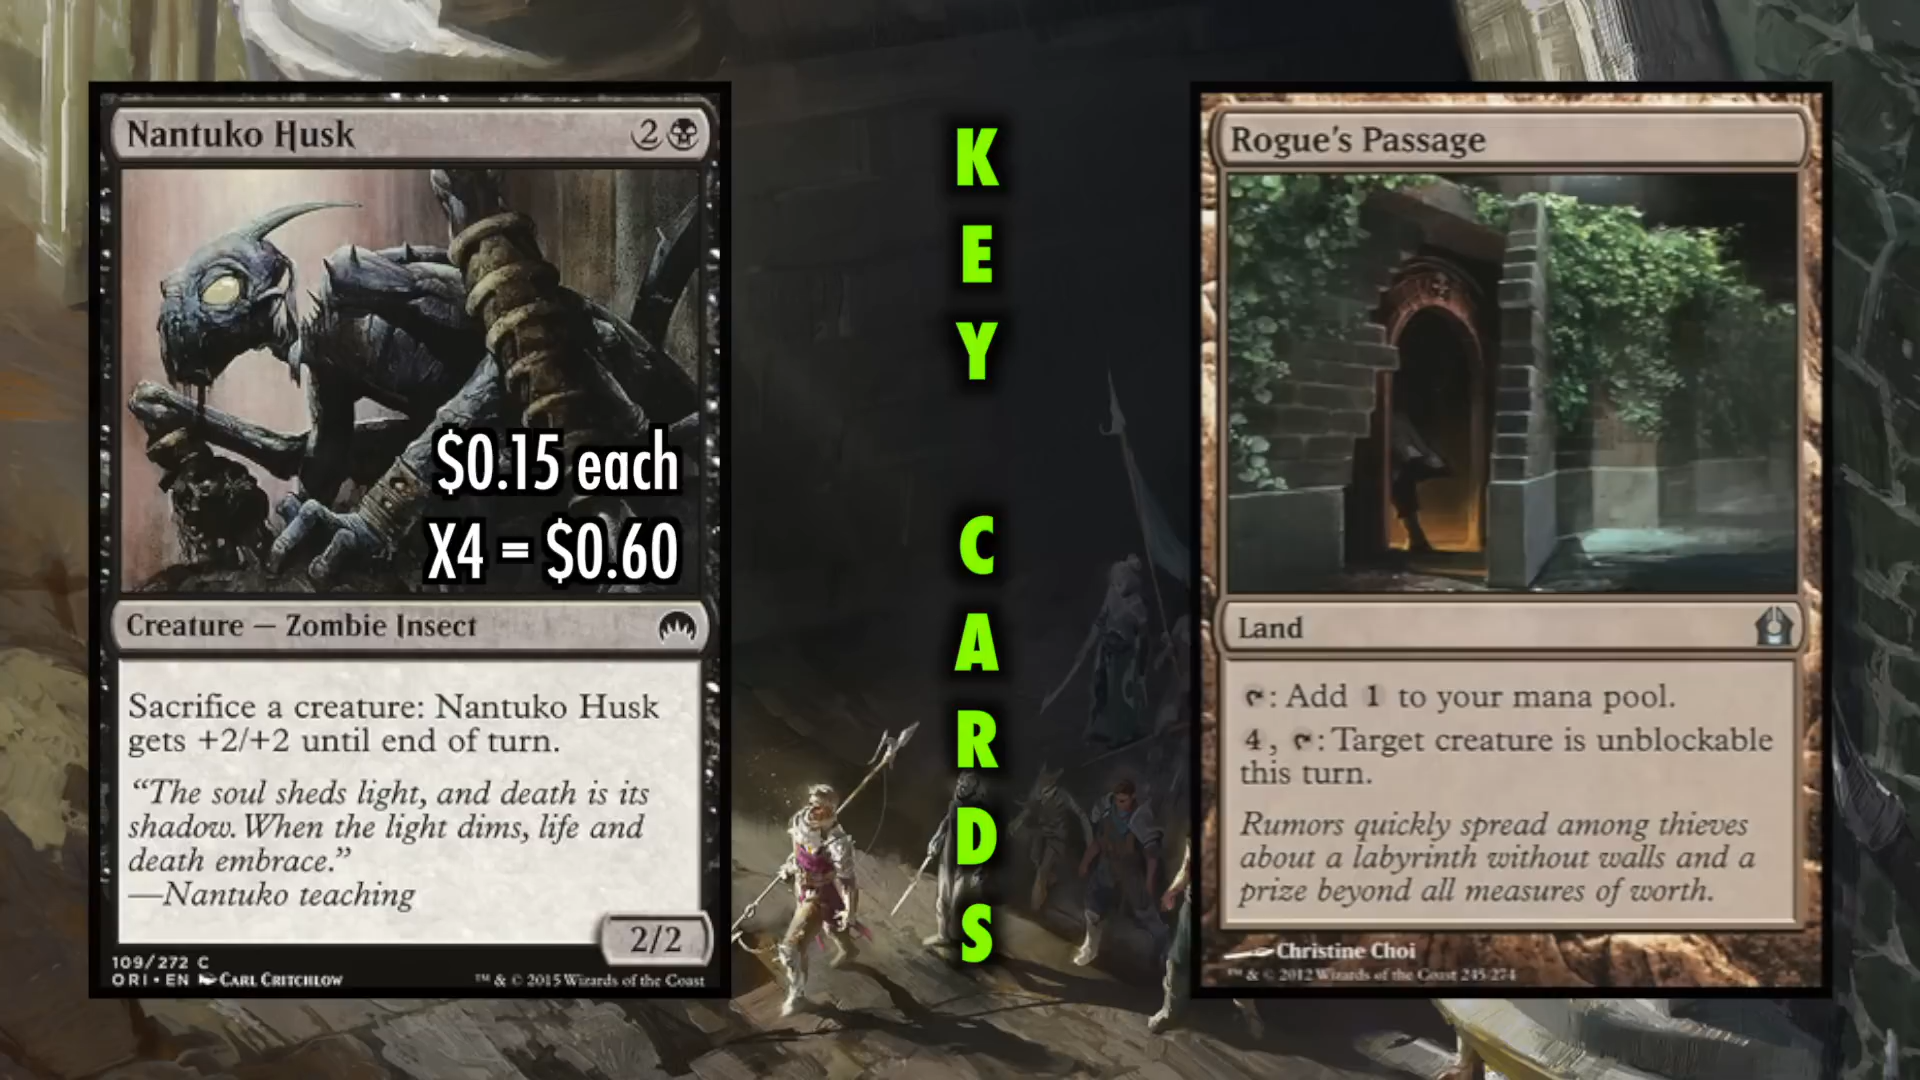 Nantuko Husk
2
$0.15 each
X4 = $0.60
Creature — Zombie Insect
Sacrifice a creature: Nantuko Husk
gets +2/+2 until end of turn.
“The soul sheds light, and death is its
shadow. When the light dims, life and
death embrace.”
—Nantuko teaching
2/2
109/272 C
ORI • EN CARL CRITCHLOW
™ & © 2015 Wizards of the Coast
KEY
CARDS
Rogue's Passage
Land
: Add 1 to your mana pool.
4, : Target creature is unblockable
this turn.
Rumors quickly spread among thieves
about a labyrinth without walls and a
prize beyond all measures of worth.
Christine Choi
™ & © 2012 Wizards of the Coast 245/274